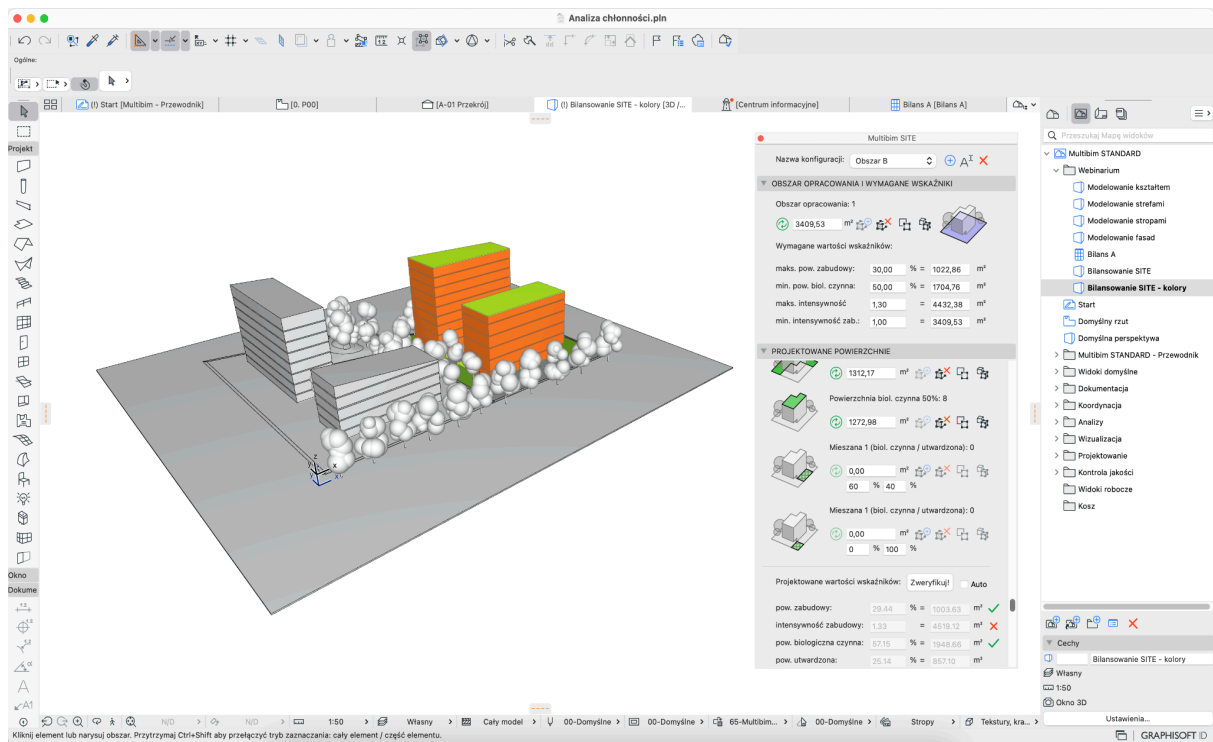 Analiza chłonności.pln
Ogólne:
(!) Start [Multibim - Przewodnik]
[0. P00]
[A-01 Przekrój]
(!) Bilansowanie SITE - kolory [3D /...
[Centrum informacyjne]
Bilans A [Bilans A]
Projekt
Okno
Dokume
1.2
A
A1
z
y
x
Multibim SITE
Nazwa konfiguracji: Obszar B
OBSZAR OPRACOWANIA I WYMAGANE WSKAŹNIKI
Obszar opracowania: 1
3409,53 m²
Wymagane wartości wskaźników:
maks. pow. zabudowy: 30,00 % = 1022,86 m²
min. pow. biol. czynna: 50,00 % = 1704,76 m²
maks. intensywność 1,30 = 4432,38 m²
min. intensywność zab.: 1,00 = 3409,53 m²
PROJEKTOWANE POWIERZCHNIE
1312,17 m²
Powierzchnia biol. czynna 50%: 8
1272,98 m²
Mieszana 1 (biol. czynna / utwardzona): 0
0,00 m²
60 % 40 %
Mieszana 1 (biol. czynna / utwardzona): 0
0,00 m²
0 % 100 %
Projektowane wartości wskaźników: Zweryfikuj! Auto
pow. zabudowy: 29.44 % = 1003.63 m²
intensywność zabudowy: 1.33 = 4519.12 m²
pow. biologiczna czynna: 57.15 % = 1948.66 m²
pow. utwardzona: 25.14 % = 857.10 m²
Przeszukaj Mapę widoków
Multibim STANDARD
Webinarium
Modelowanie kształtem
Modelowanie strefami
Modelowanie stropami
Modelowanie fasad
Bilans A
Bilansowanie SITE
Bilansowanie SITE - kolory
Start
Domyślny rzut
Domyślna perspektywa
Multibim STANDARD - Przewodnik
Widoki domyślne
Dokumentacja
Koordynacja
Analizy
Wizualizacja
Projektowanie
Kontrola jakości
Widoki robocze
Kosz
Cechy
Bilansowanie SITE - kolory
Własny
1:50
Okno 3D
Ustawienia...
N/D N/D 1:50 Własny Cały model 00-Domyślne 00-Domyślne 65-Multibim... 00-Domyślne Stropy Tekstury, kra...
Kliknij element lub narysuj obszar. Przytrzymaj Ctrl+Shift aby przełączyć tryb zaznaczania: cały element / część elementu.
GRAPHISOFT ID